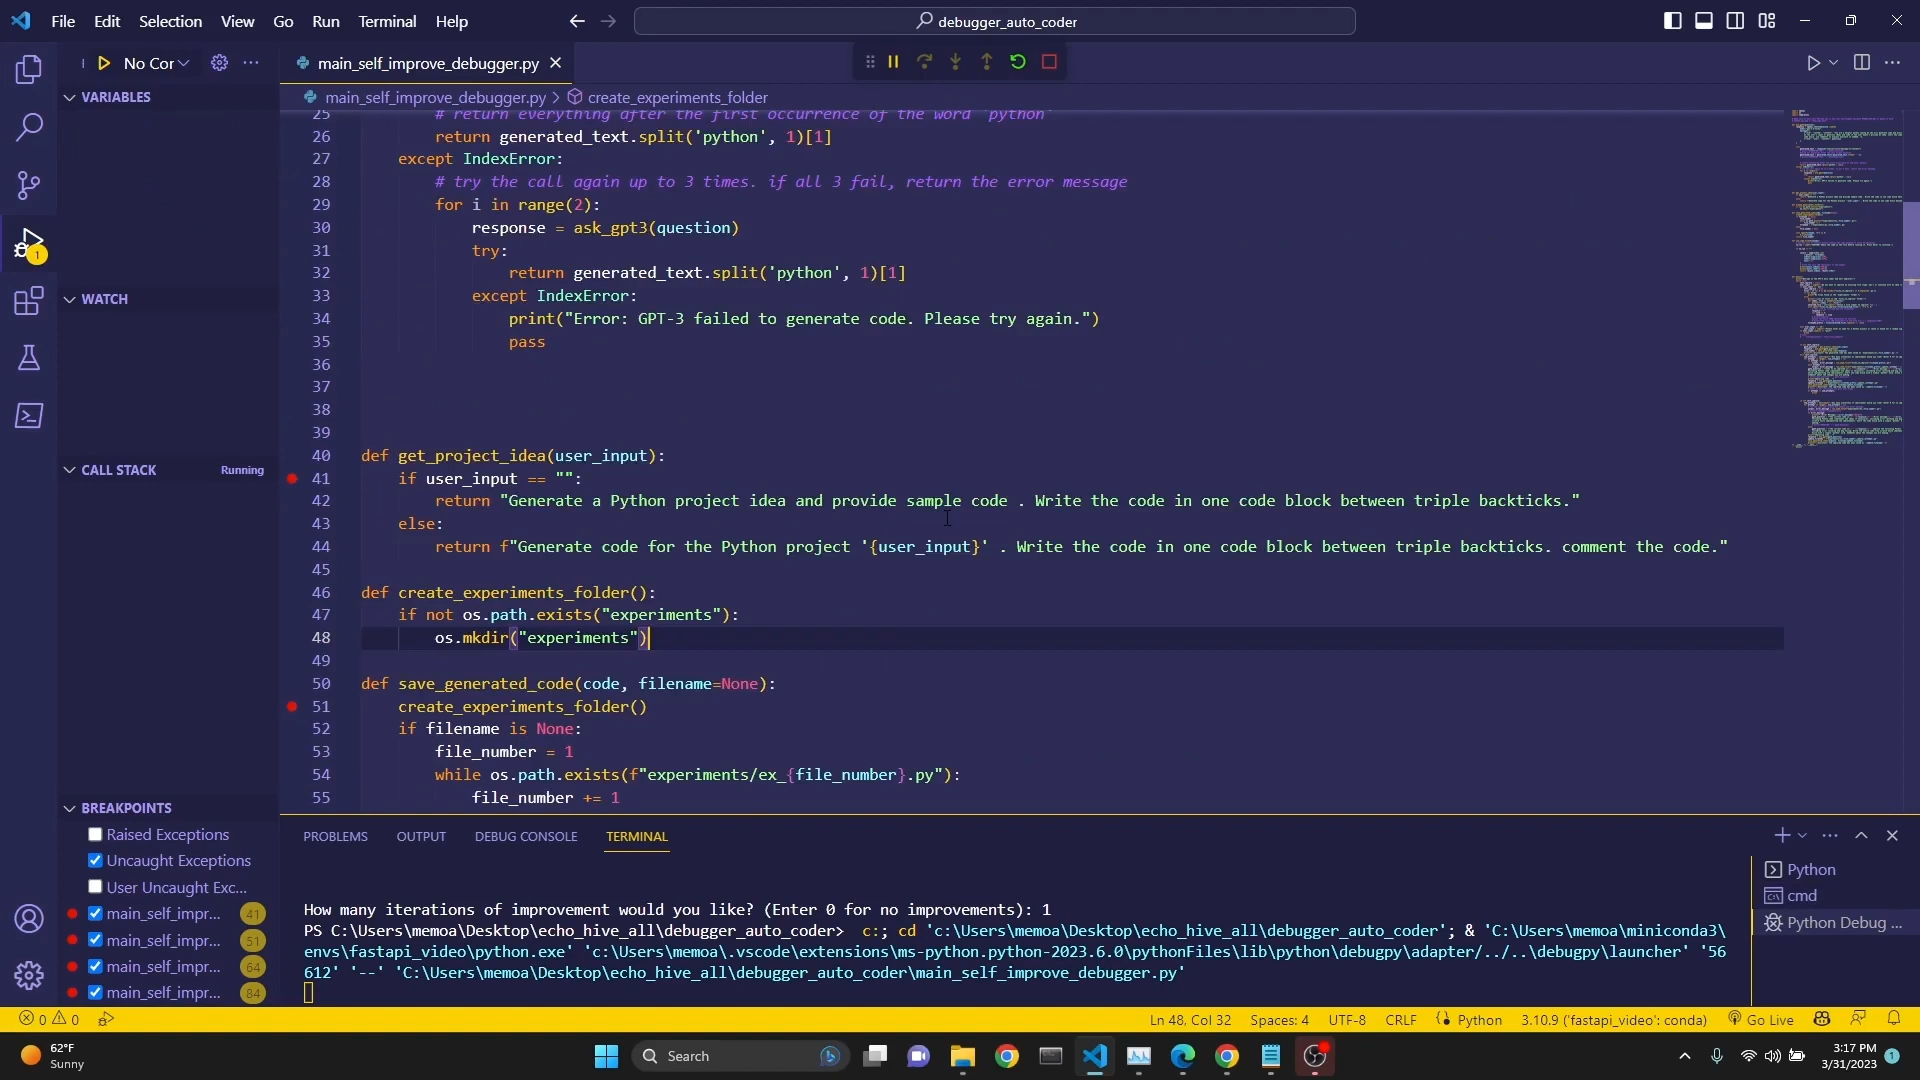 File Edit Selection View Go Run Terminal Help
debugger_auto_coder
No Cor
main_self_improve_debugger.py
VARIABLES
main_self_improve_debugger.py > create_experiments_folder
25 # return everything after the first occurrence of the word `python`
26 return generated_text.split('python', 1)[1]
27 except IndexError:
28 # try the call again up to 3 times. if all 3 fail, return the error message
29 for i in range(2):
30 response = ask_gpt3(question)
31 try:
32 return generated_text.split('python', 1)[1]
33 except IndexError:
34 print("Error: GPT-3 failed to generate code. Please try again.")
35 pass
36
37
38
39
40 def get_project_idea(user_input):
41 if user_input == "":
42 return "Generate a Python project idea and provide sample code . Write the code in one code block between triple backticks."
43 else:
44 return f"Generate code for the Python project '{user_input}' . Write the code in one code block between triple backticks. comment the code."
45
46 def create_experiments_folder():
47 if not os.path.exists("experiments"):
48 os.mkdir("experiments")
49
50 def save_generated_code(code, filename=None):
51 create_experiments_folder()
52 if filename is None:
53 file_number = 1
54 while os.path.exists(f"experiments/ex_{file_number}.py"):
55 file_number += 1
WATCH
CALL STACK Running
BREAKPOINTS
Raised Exceptions
Uncaught Exceptions
User Uncaught Exc...
main_self_impr... 41
main_self_impr... 51
main_self_impr... 64
main_self_impr... 84
1
PROBLEMS OUTPUT DEBUG CONSOLE TERMINAL
How many iterations of improvement would you like? (Enter 0 for no improvements): 1
PS C:\Users\memoa\Desktop\echo_hive_all\debugger_auto_coder>  c:; cd 'c:\Users\memoa\Desktop\echo_hive_all\debugger_auto_coder'; & 'C:\Users\memoa\miniconda3\
envs\fastapi_video\python.exe' 'c:\Users\memoa\.vscode\extensions\ms-python.python-2023.6.0\pythonFiles\lib\python\debugpy\adapter/../..\debugpy\launcher' '56
612' '--' 'C:\Users\memoa\Desktop\echo_hive_all\debugger_auto_coder\main_self_improve_debugger.py'
Python
cmd
Python Debug ...
0 0
Ln 48, Col 32 Spaces: 4 UTF-8 CRLF Python 3.10.9 ('fastapi_video': conda) Go Live
62°F
Sunny
Search
3:17 PM
3/31/2023
1